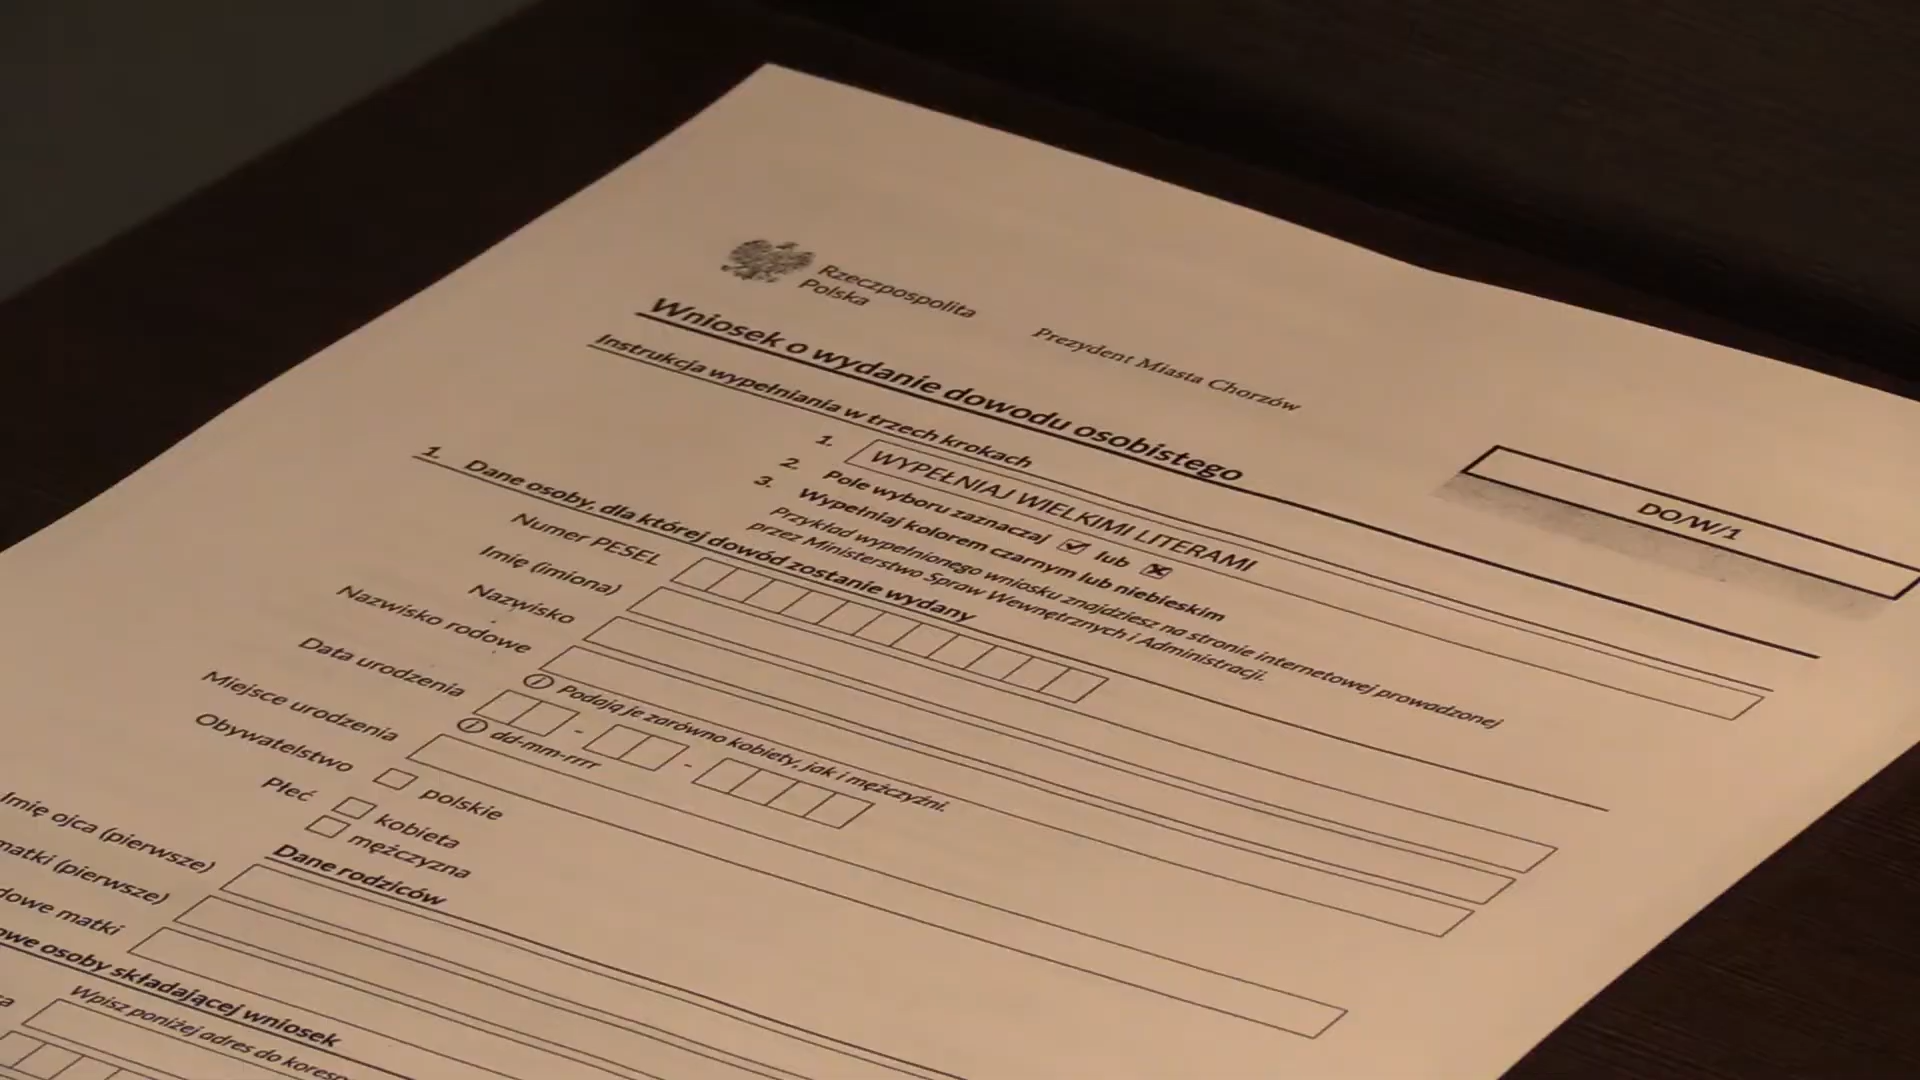 Rzeczpospolita
Polska
Prezydent Miasta Chorzów
Wniosek o wydanie dowodu osobistego
DO/W/1
Instrukcja wypełniania w trzech krokach
1. WYPEŁNIAJ WIELKIMI LITERAMI
2. Pole wyboru zaznaczaj ☑ lub ☒
3. Wypełniaj kolorem czarnym lub niebieskim
Przykład wypełnionego wniosku znajdziesz na stronie internetowej prowadzonej
przez Ministerstwo Spraw Wewnętrznych i Administracji.
1. Dane osoby, dla której dowód zostanie wydany
Numer PESEL
Imię (imiona)
Nazwisko
Nazwisko rodowe
Podają je zarówno kobiety, jak i mężczyźni.
Data urodzenia
dd-mm-rrrr
Miejsce urodzenia
Obywatelstwo
polskie
Płeć
kobieta
mężczyzna
Dane rodziców
Imię ojca (pierwsze)
matki (pierwsze)
dowe matki
owe osoby składającej wniosek
Wpisz poniżej adres do koresp